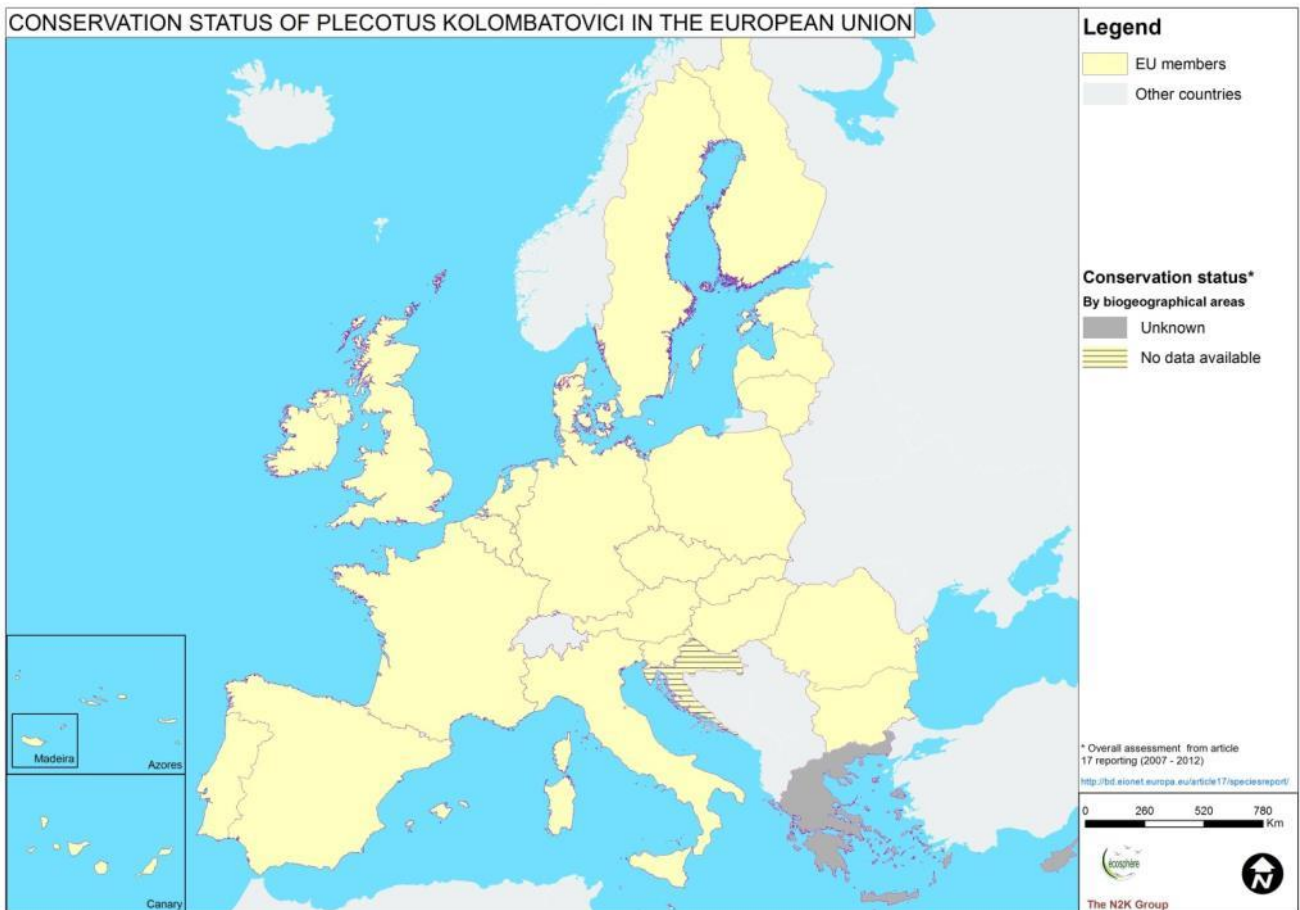 CONSERVATION STATUS OF PLECOTUS KOLOMBATOVICI IN THE EUROPEAN UNION
Legend
EU members
Other countries
Conservation status*
By biogeographical areas
Unknown
No data available
Madeira
Azores
Canary
* Overall assessment from article
17 reporting (2007 - 2012)
http://bd.eionet.europa.eu/article17/speciesreport/
0 260 520 780
Km
écosphère
N
The N2K Group